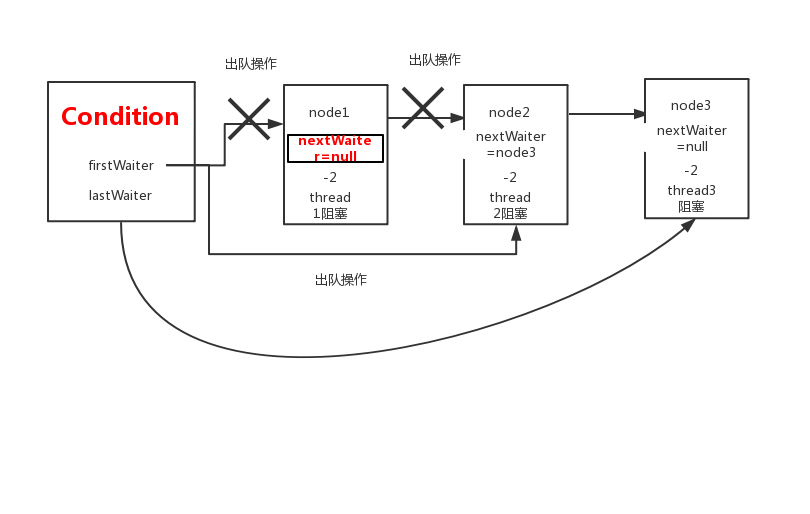 出队操作
出队操作
Condition
firstWaiter
lastWaiter
node1
nextWaite
r=null
-2
thread
1阻塞
node2
nextWaiter
=node3
-2
thread
2阻塞
node3
nextWaiter
=null
-2
thread3
阻塞
出队操作